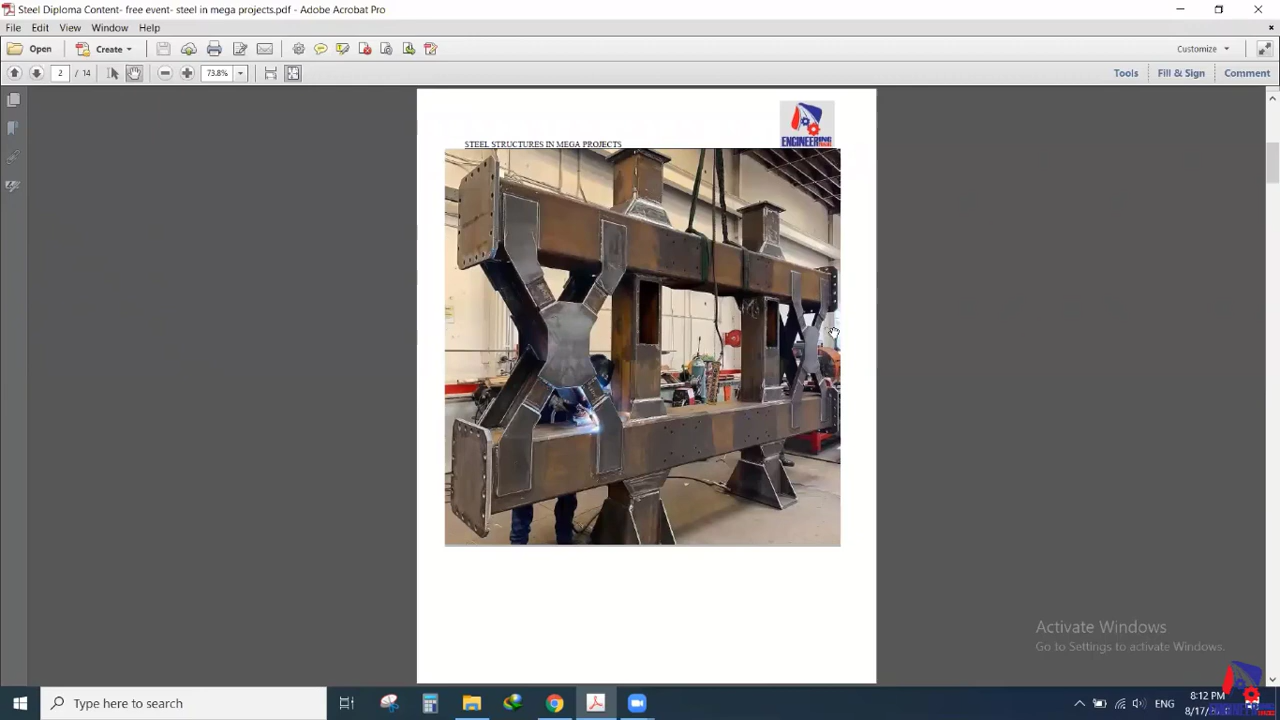 Steel Diploma Content- free event- steel in mega projects.pdf - Adobe Acrobat Pro
File Edit View Window Help
Open Create Customize
2 / 14 73.8% Tools Fill & Sign Comment
ENGINEERING
STEEL STRUCTURES IN MEGA PROJECTS
Activate Windows
Go to Settings to activate Windows.
Type here to search
ENG
8:12 PM